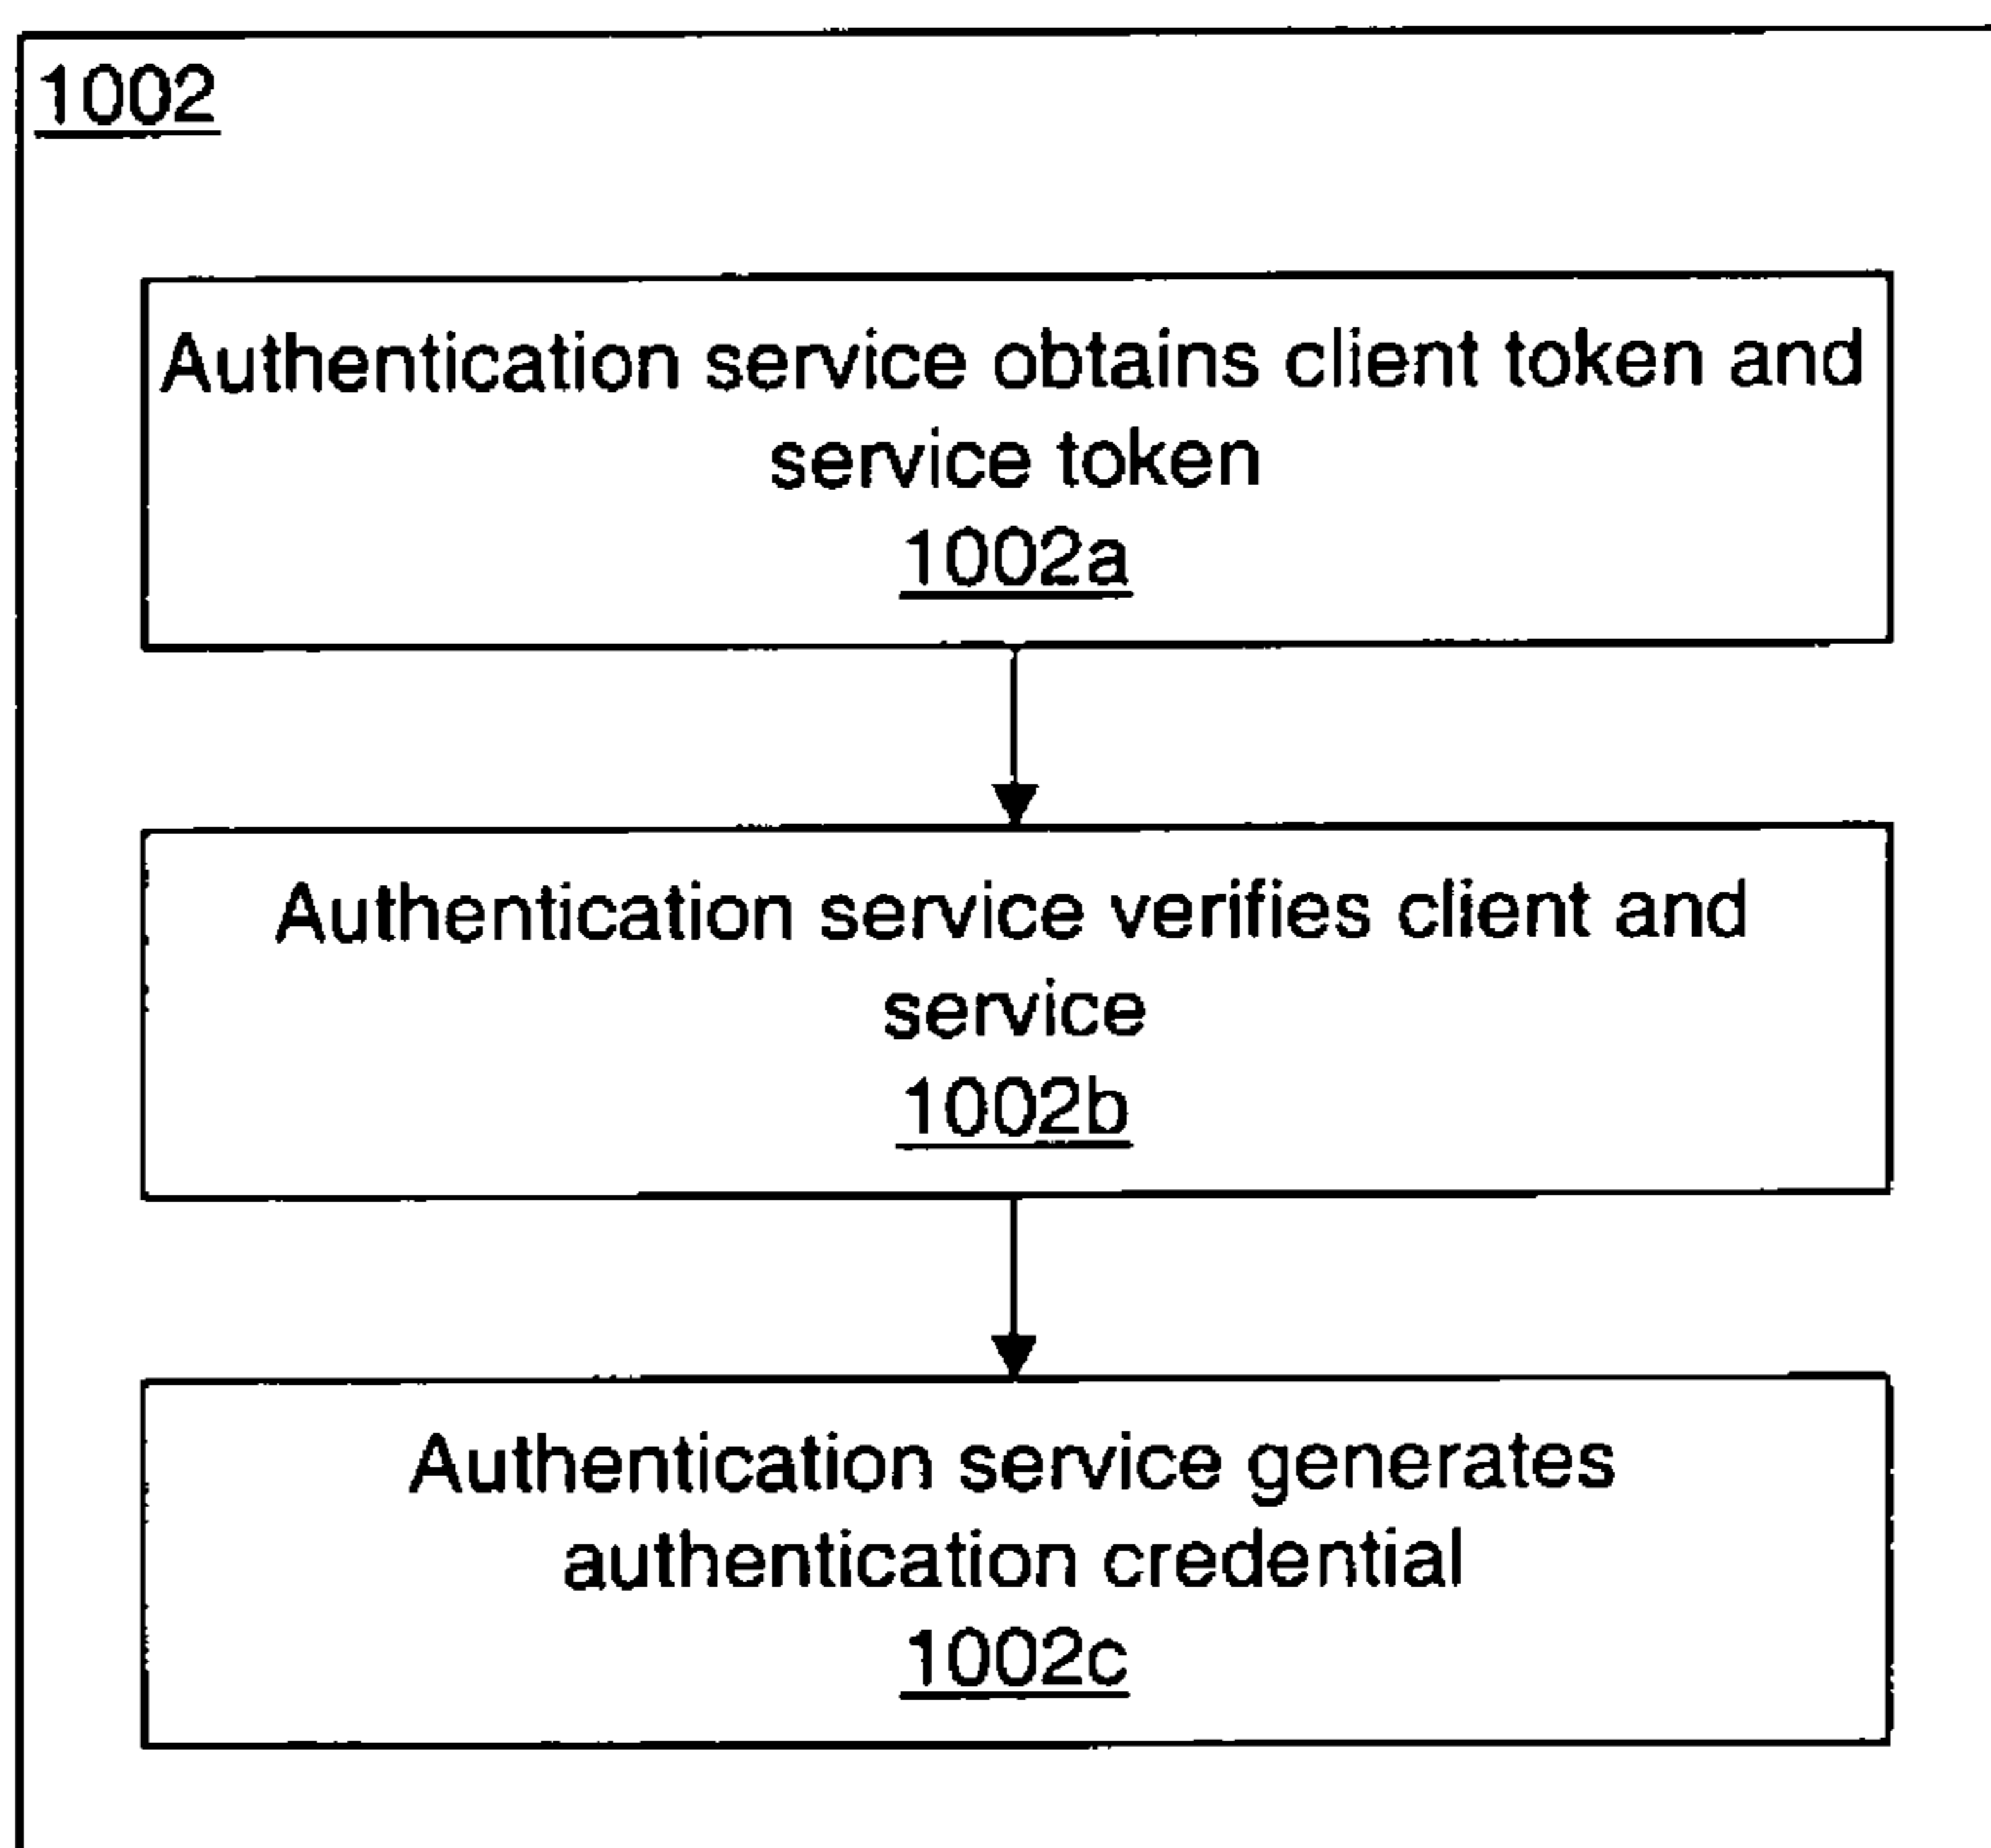 1002
Authentication service obtains client token and
service token
1002a
Authentication service verifies client and
service
1002b
Authentication service generates
authentication credential
1002c